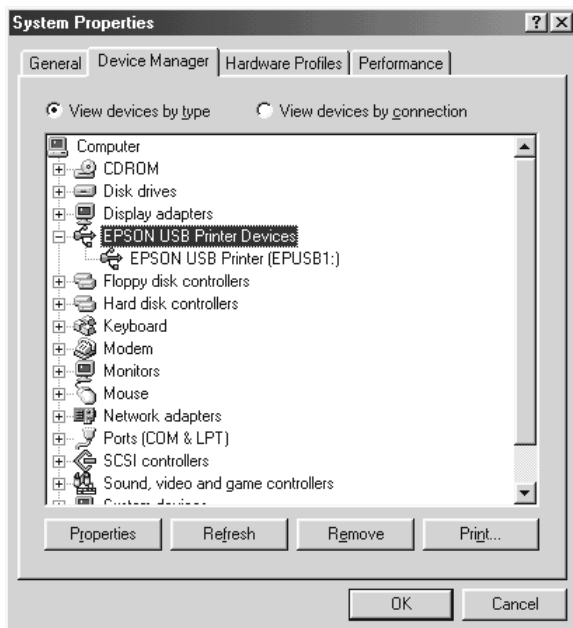 System Properties
General Device Manager Hardware Profiles Performance
View devices by type View devices by connection
Computer
CDROM
Disk drives
Display adapters
EPSON USB Printer Devices
EPSON USB Printer (EPUSB1:)
Floppy disk controllers
Hard disk controllers
Keyboard
Modem
Monitors
Mouse
Network adapters
Ports (COM & LPT)
SCSI controllers
Sound, video and game controllers
System devices
Properties Refresh Remove Print...
OK Cancel